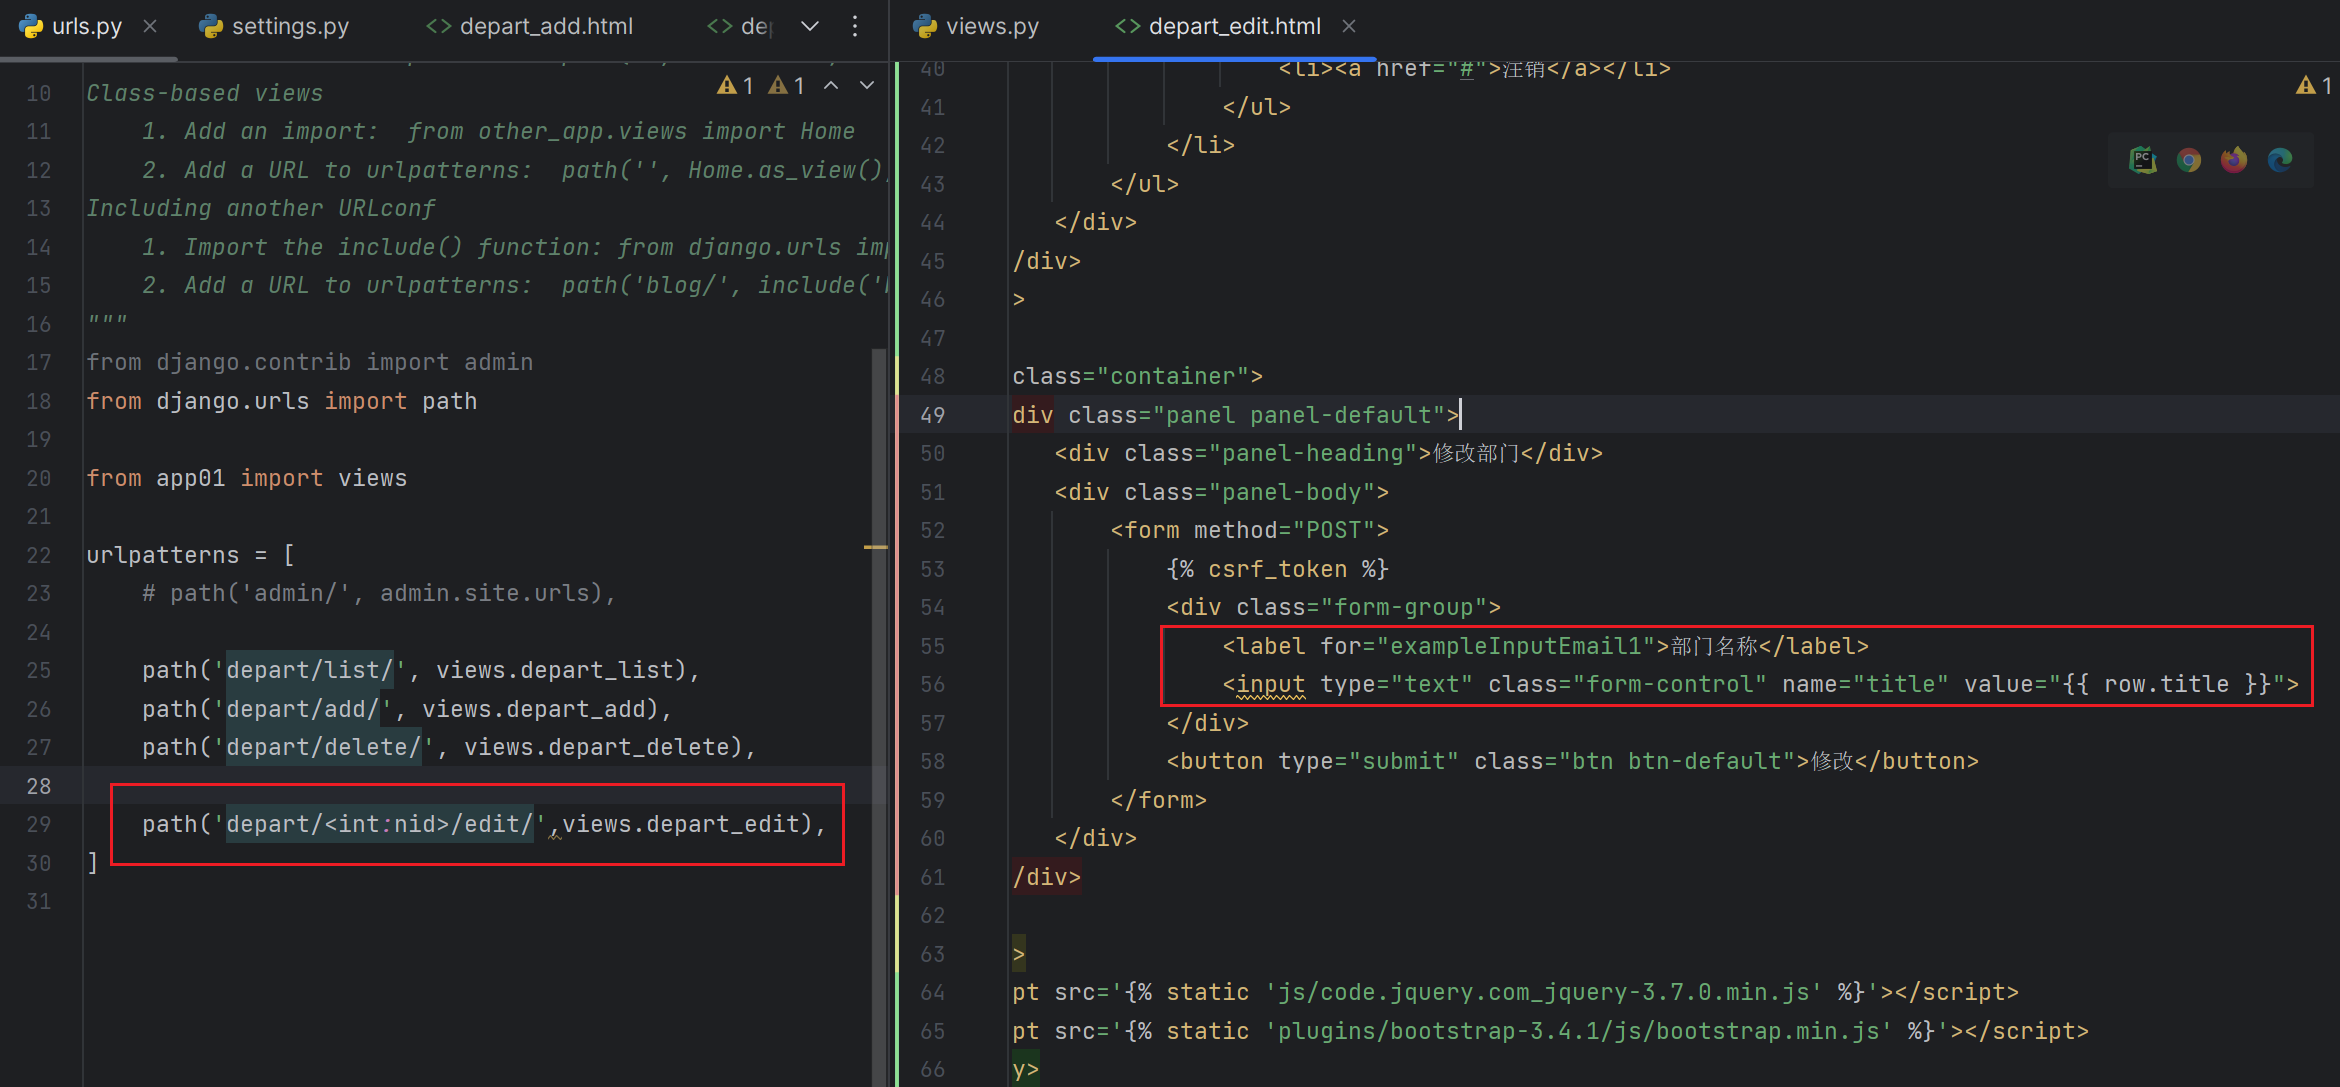 urls.py
settings.py
<> depart_add.html
<>
1 1
10 Class-based views
11 1. Add an import:  from other_app.views import Home
12 2. Add a URL to urlpatterns:  path('', Home.as_view(),
13 Including another URLconf
14 1. Import the include() function: from django.urls imp
15 2. Add a URL to urlpatterns:  path('blog/', include('
16 """
17 from django.contrib import admin
18 from django.urls import path
19
20 from app01 import views
21
22 urlpatterns = [
23 # path('admin/', admin.site.urls),
24
25 path('depart/list/', views.depart_list),
26 path('depart/add/', views.depart_add),
27 path('depart/delete/', views.depart_delete),
28
29 path('depart/<int:nid>/edit/',views.depart_edit),
30 ]
31
views.py
<> depart_edit.html
1
40 <li><a href="#">注销</a></li>
41 </ul>
42 </li>
43 </ul>
44 </div>
45 /div>
46 >
47
48 class="container">
49 div class="panel panel-default">
50 <div class="panel-heading">修改部门</div>
51 <div class="panel-body">
52 <form method="POST">
53 {% csrf_token %}
54 <div class="form-group">
55 <label for="exampleInputEmail1">部门名称</label>
56 <input type="text" class="form-control" name="title" value="{{ row.title }}">
57 </div>
58 <button type="submit" class="btn btn-default">修改</button>
59 </form>
60 </div>
61 /div>
62
63 >
64 pt src='{% static 'js/code.jquery.com_jquery-3.7.0.min.js' %}'></script>
65 pt src='{% static 'plugins/bootstrap-3.4.1/js/bootstrap.min.js' %}'></script>
66 y>